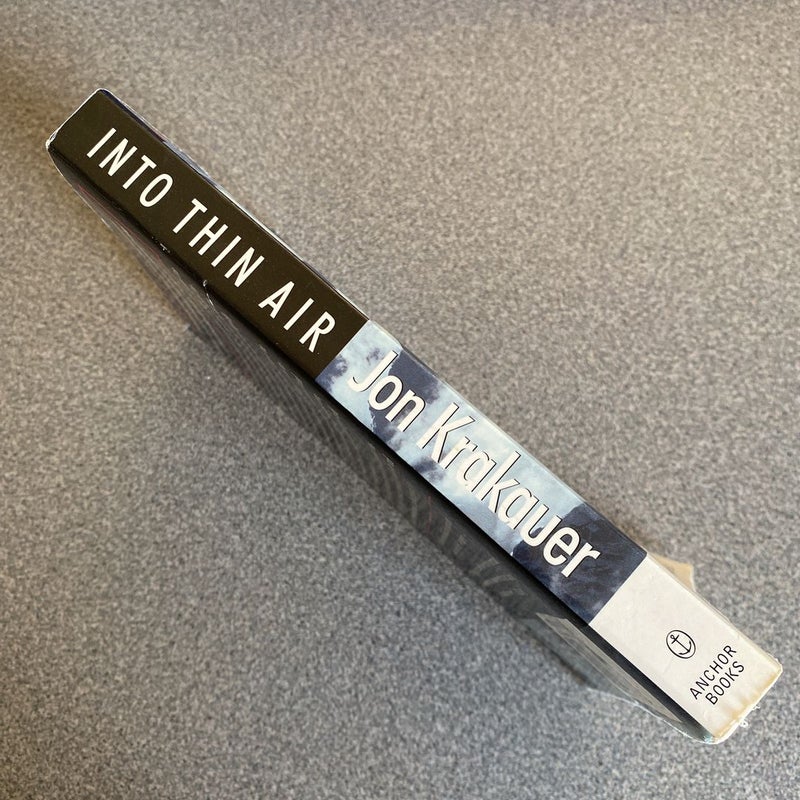 INTO THIN AIR
Jon Krakauer
ANCHOR
BOOKS